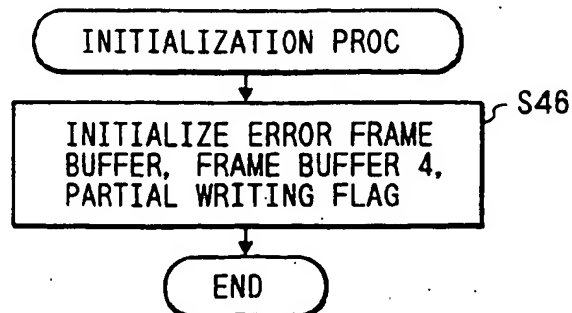 INITIALIZATION PROC
S46
INITIALIZE ERROR FRAME
BUFFER, FRAME BUFFER 4,
PARTIAL WRITING FLAG
END